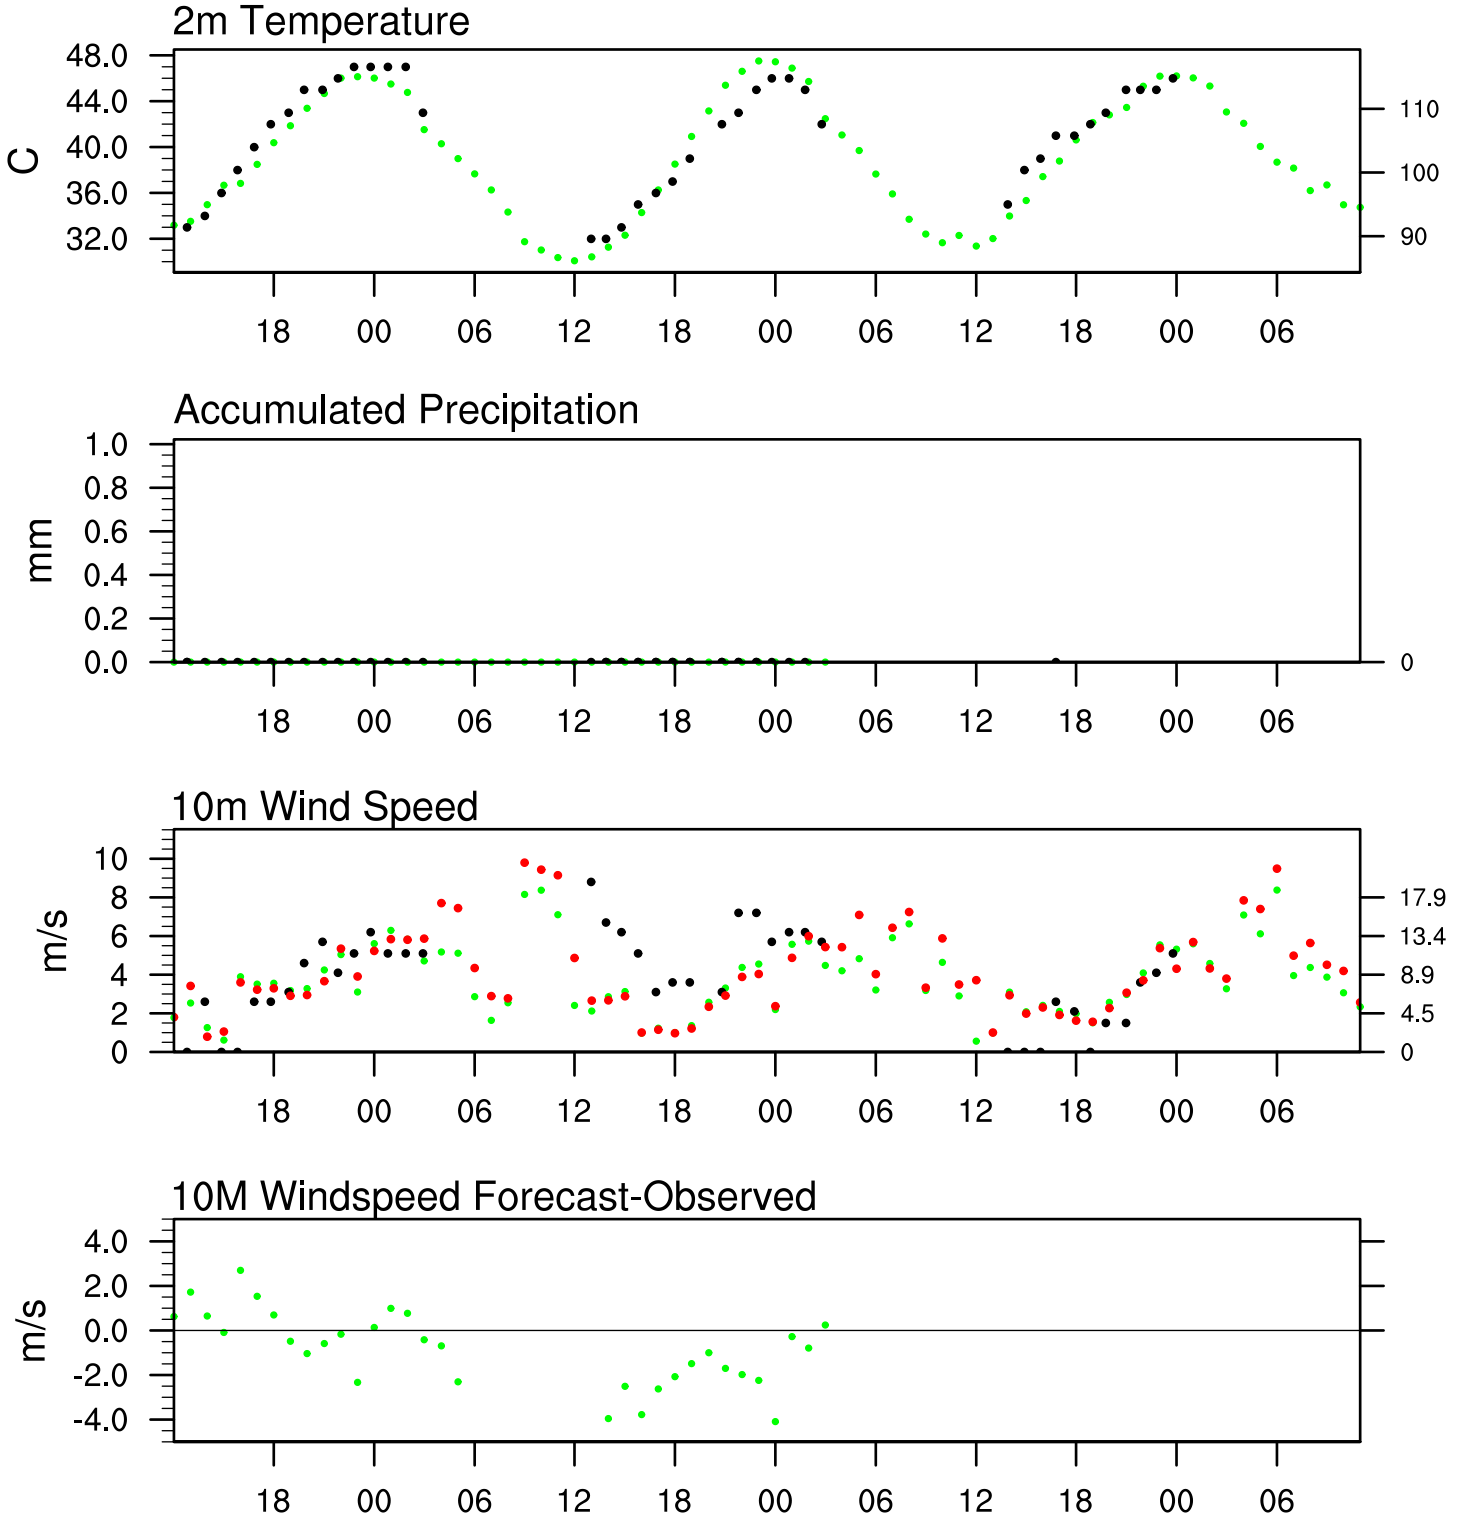 2m Temperature
48.0
44.0
40.0
36.0
32.0
C
110
100
90
18 00 06 12 18 00 06 12 18 00 06
Accumulated Precipitation
1.0
0.8
0.6
0.4
0.2
0.0
mm
0
18 00 06 12 18 00 06 12 18 00 06
10m Wind Speed
10
8
6
4
2
0
m/s
17.9
13.4
8.9
4.5
0
18 00 06 12 18 00 06 12 18 00 06
10M Windspeed Forecast-Observed
4.0
2.0
0.0
-2.0
-4.0
m/s
18 00 06 12 18 00 06 12 18 00 06